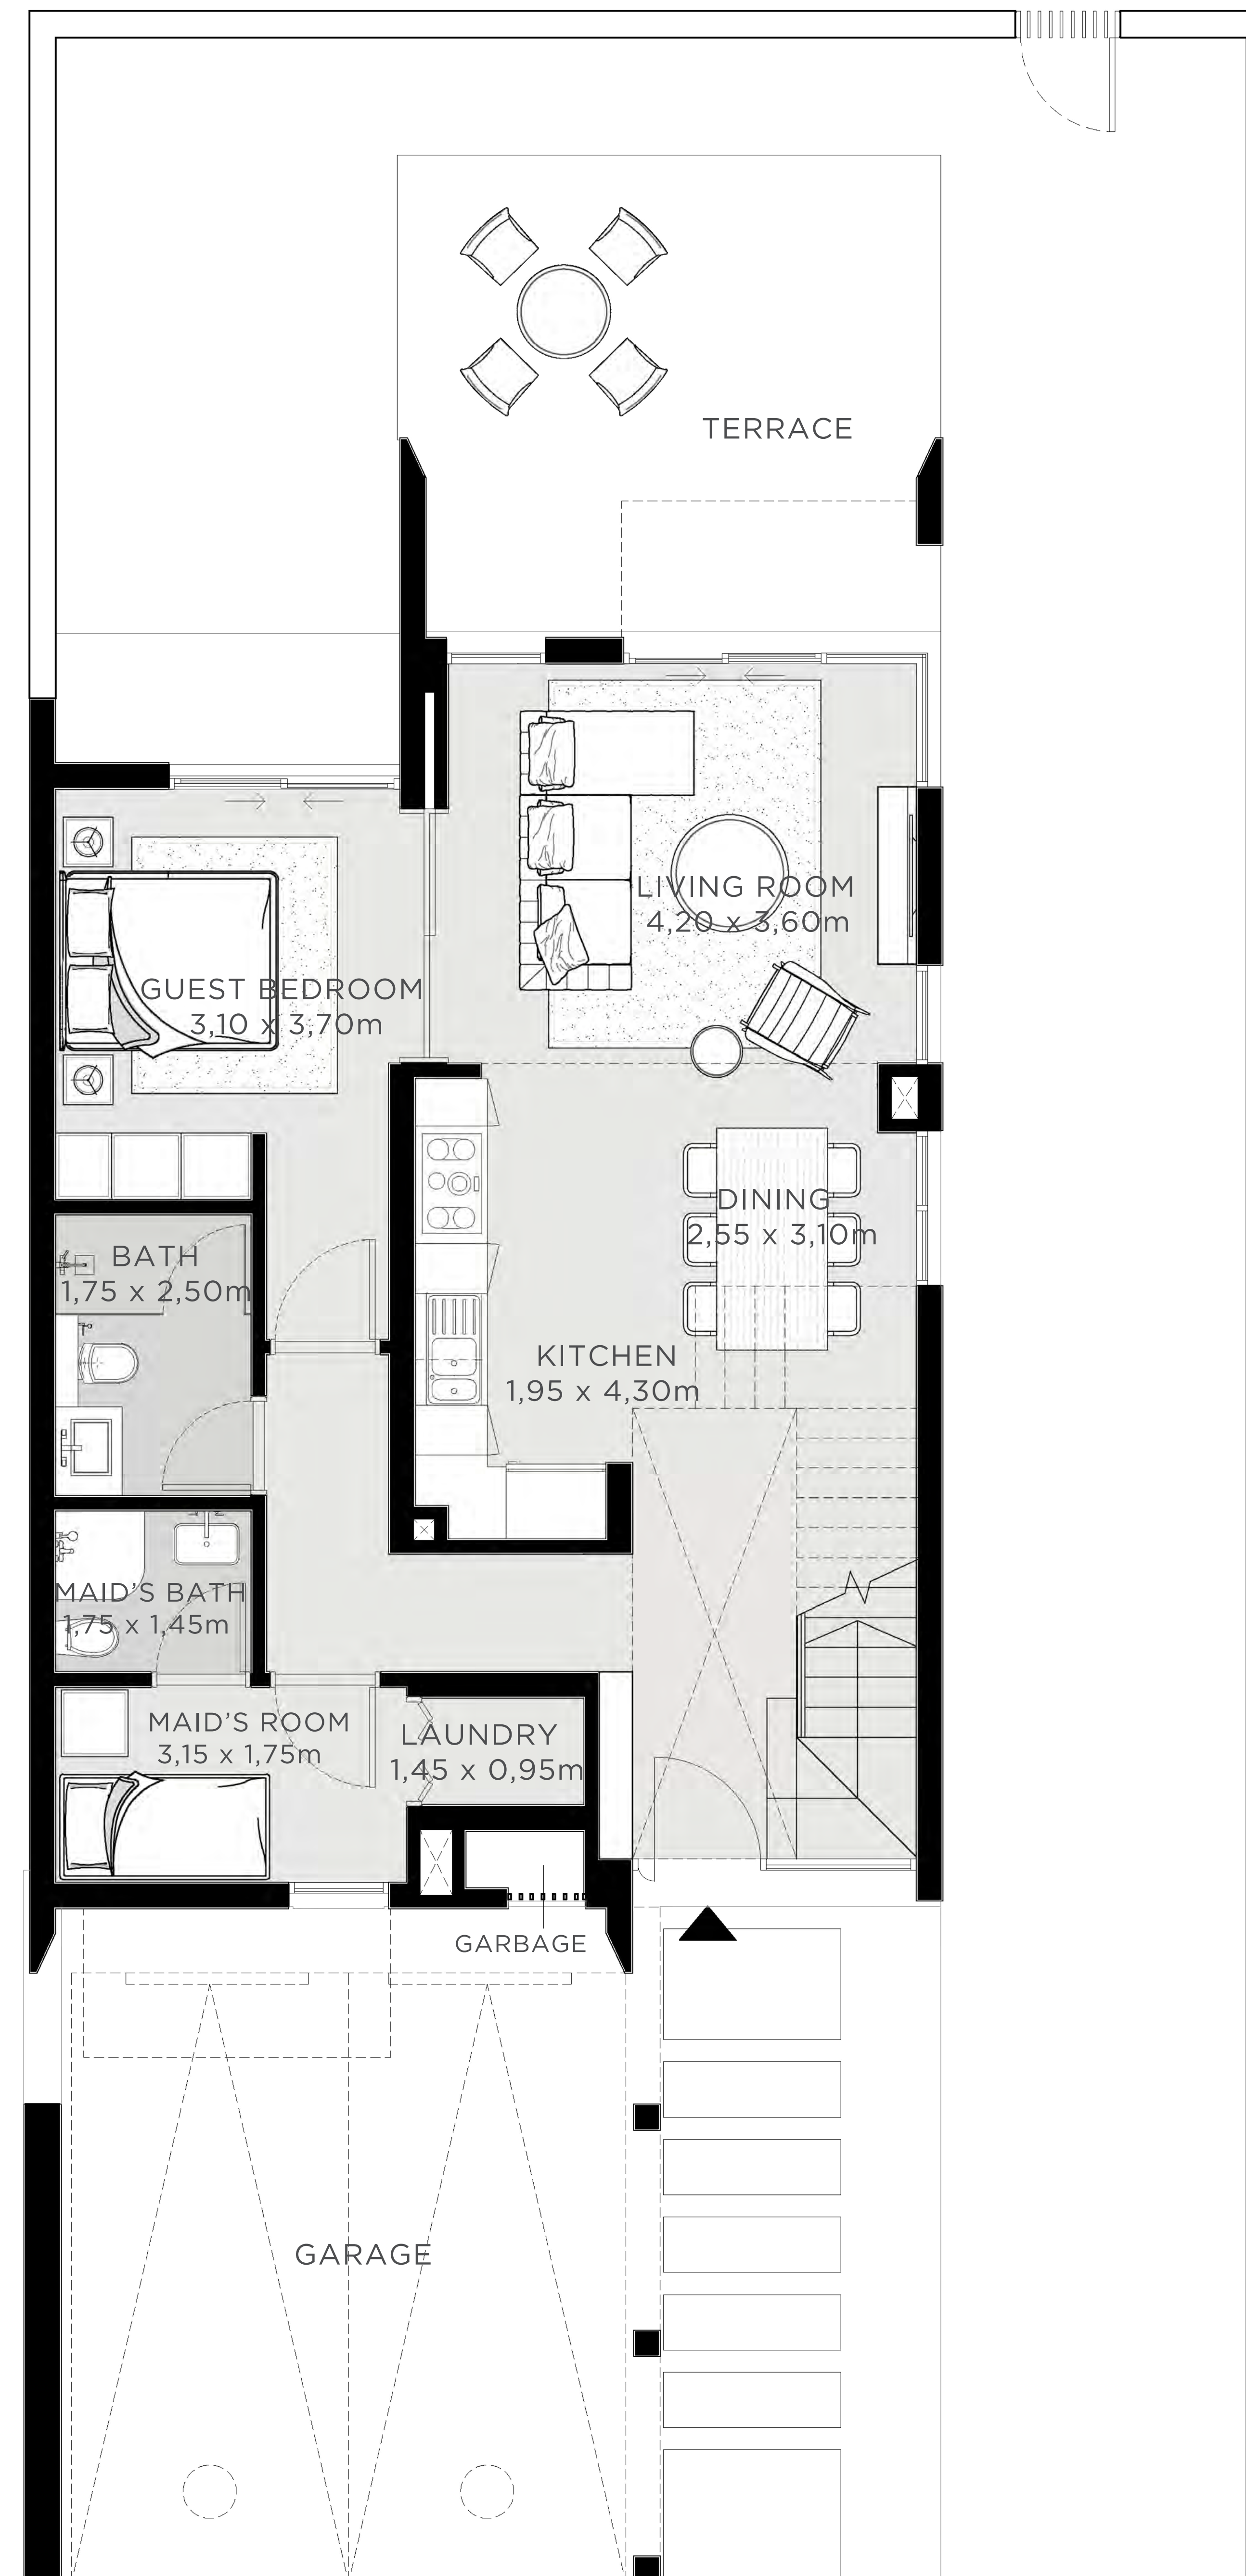 TERRACE
LIVING ROOM
4,20 x 3,60m
GUEST BEDROOM
3,10 x 3,70m
DINING
2,55 x 3,10m
BATH
1,75 x 2,50m
KITCHEN
1,95 x 4,30m
MAID'S BATH
1,75 x 1,45m
MAID'S ROOM
3,15 x 1,75m
LAUNDRY
1,45 x 0,95m
GARBAGE
GARAGE